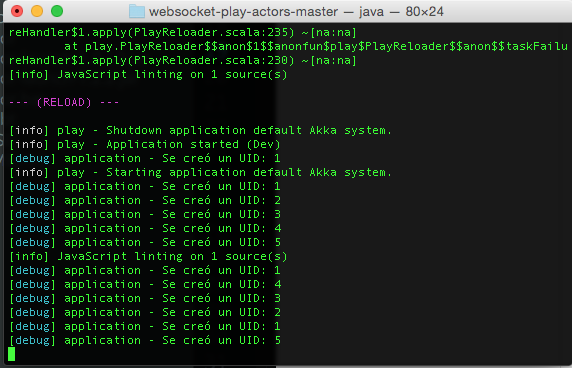 websocket-play-actors-master — java — 80×24
reHandler$1.apply(PlayReloader.scala:235) ~[na:na]
at play.PlayReloader$$anon$1$$anonfun$play$PlayReloader$$anon$$taskFailu
reHandler$1.apply(PlayReloader.scala:230) ~[na:na]
[info] JavaScript linting on 1 source(s)
--- (RELOAD) ---
[info] play - Shutdown application default Akka system.
[info] play - Application started (Dev)
[debug] application - Se creó un UID: 1
[info] play - Starting application default Akka system.
[debug] application - Se creó un UID: 1
[debug] application - Se creó un UID: 2
[debug] application - Se creó un UID: 3
[debug] application - Se creó un UID: 4
[debug] application - Se creó un UID: 5
[info] JavaScript linting on 1 source(s)
[debug] application - Se creó un UID: 1
[debug] application - Se creó un UID: 4
[debug] application - Se creó un UID: 3
[debug] application - Se creó un UID: 2
[debug] application - Se creó un UID: 1
[debug] application - Se creó un UID: 5